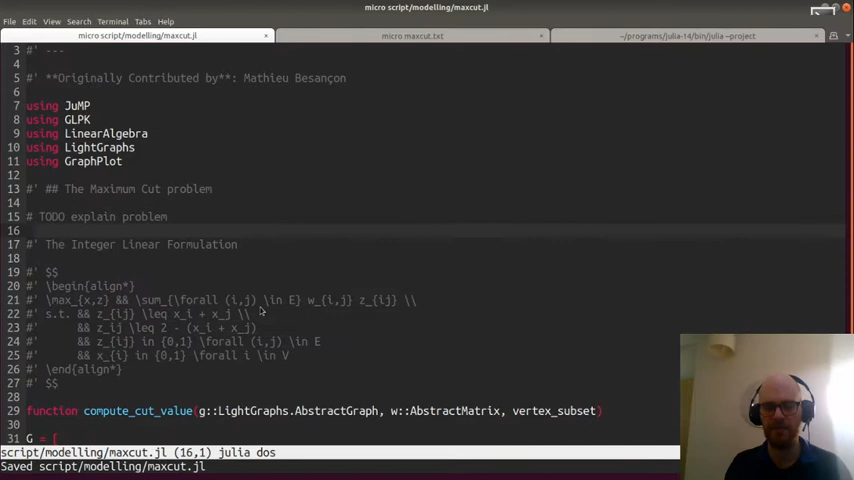 micro script/modelling/maxcut.jl
File Edit View Search Terminal Tabs Help
micro script/modelling/maxcut.jl × micro maxcut.txt × ~/programs/julia-14/bin/julia --project ×
3 #' ---
4
5 #' **Originally Contributed by**: Mathieu Besançon
6
7 using JuMP
8 using GLPK
9 using LinearAlgebra
10 using LightGraphs
11 using GraphPlot
12
13 #' ## The Maximum Cut problem
14
15 # TODO explain problem
16
17 #' The Integer Linear Formulation
18
19 #' $$
20 #' \begin{align*}
21 #' \max_{x,z} && \sum_{\forall (i,j) \in E} w_{i,j} z_{ij} \\
22 #' s.t. && z_{ij} \leq x_i + x_j \\
23 #'      && z_ij \leq 2 - (x_i + x_j)
24 #'      && z_{ij} in {0,1} \forall (i,j) \in E
25 #'      && x_{i} in {0,1} \forall i \in V
26 #' \end{align*}
27 #' $$
28
29 function compute_cut_value(g::LightGraphs.AbstractGraph, w::AbstractMatrix, vertex_subset)
30
31 G = [
script/modelling/maxcut.jl (16,1) julia dos
Saved script/modelling/maxcut.jl